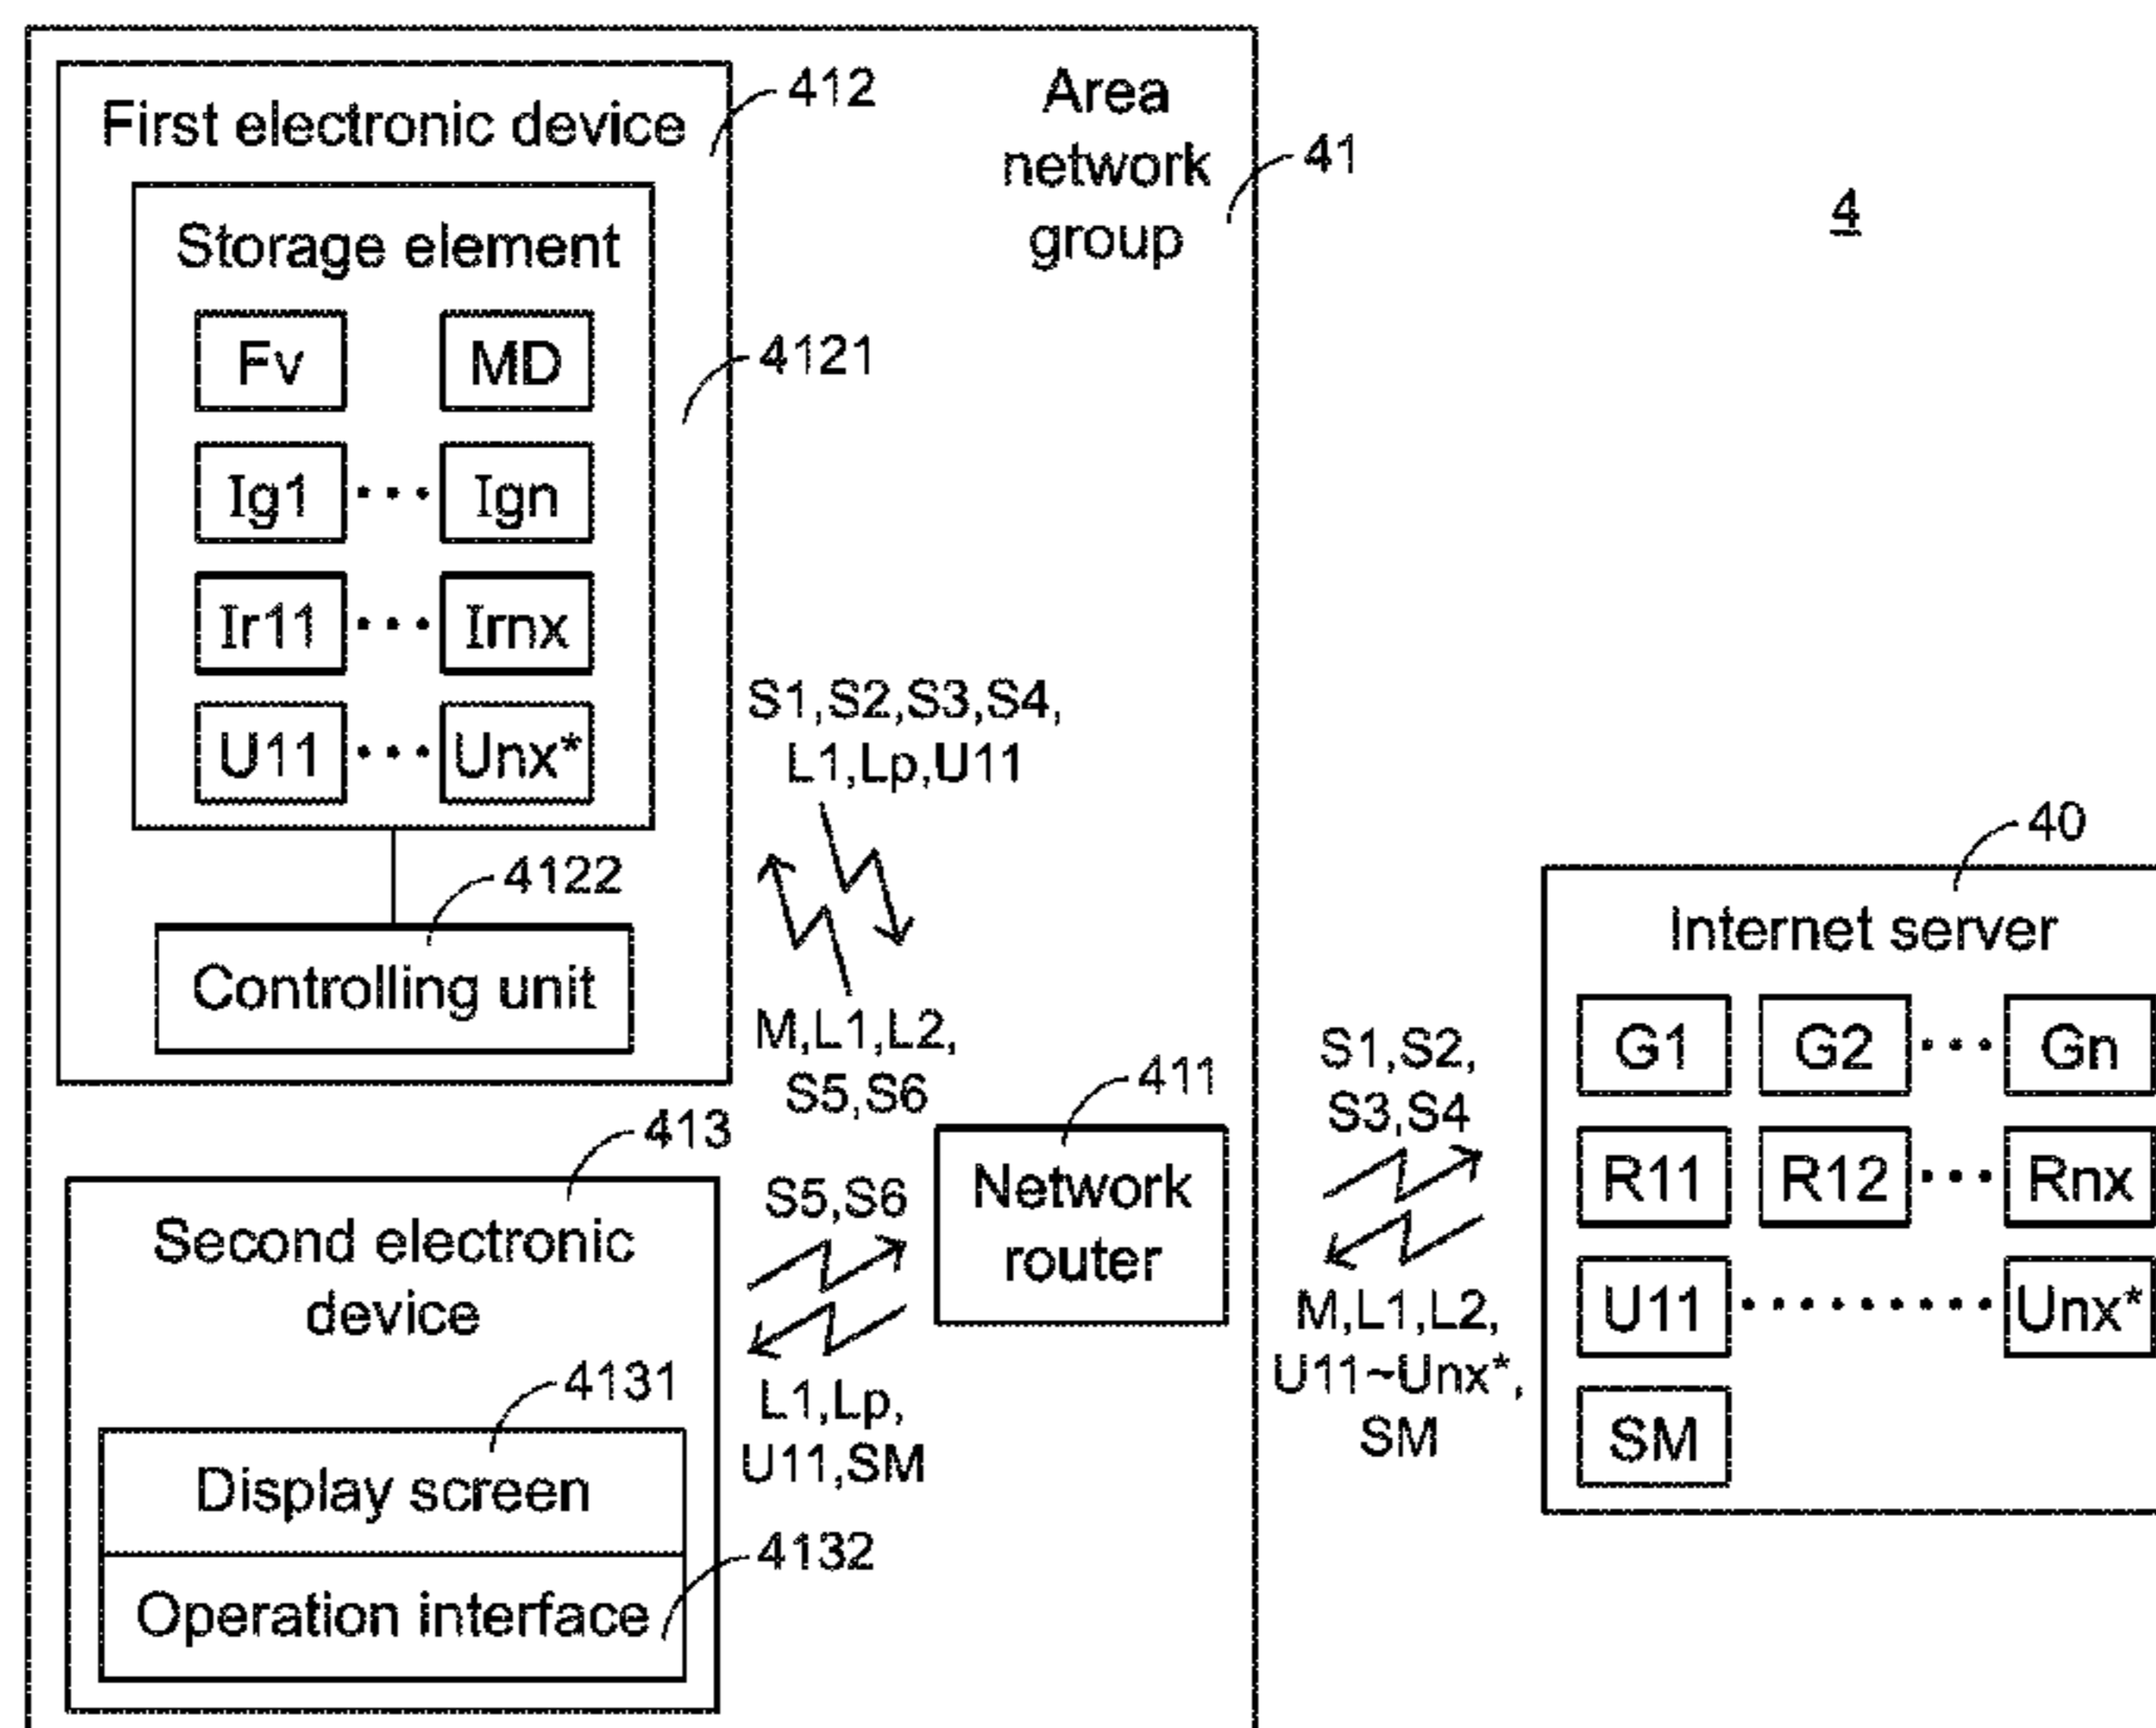 First electronic device
412
Area
network
group
41
4
Storage element
4121
Fv MD
Ig1 ••• Ign
Ir11 ••• Irnx
U11 ••• Unx*
4122
Controlling unit
S1,S2,S3,S4,
L1,Lp,U11
M,L1,L2,
S5,S6
411
Network
router
413
Second electronic
device
4131
Display screen
4132
Operation interface
S5,S6
L1,Lp,
U11,SM
S1,S2,
S3,S4
M,L1,L2,
U11~Unx*,
SM
40
Internet server
G1 G2 ••• Gn
R11 R12 ••• Rnx
U11 ••••••••• Unx*
SM